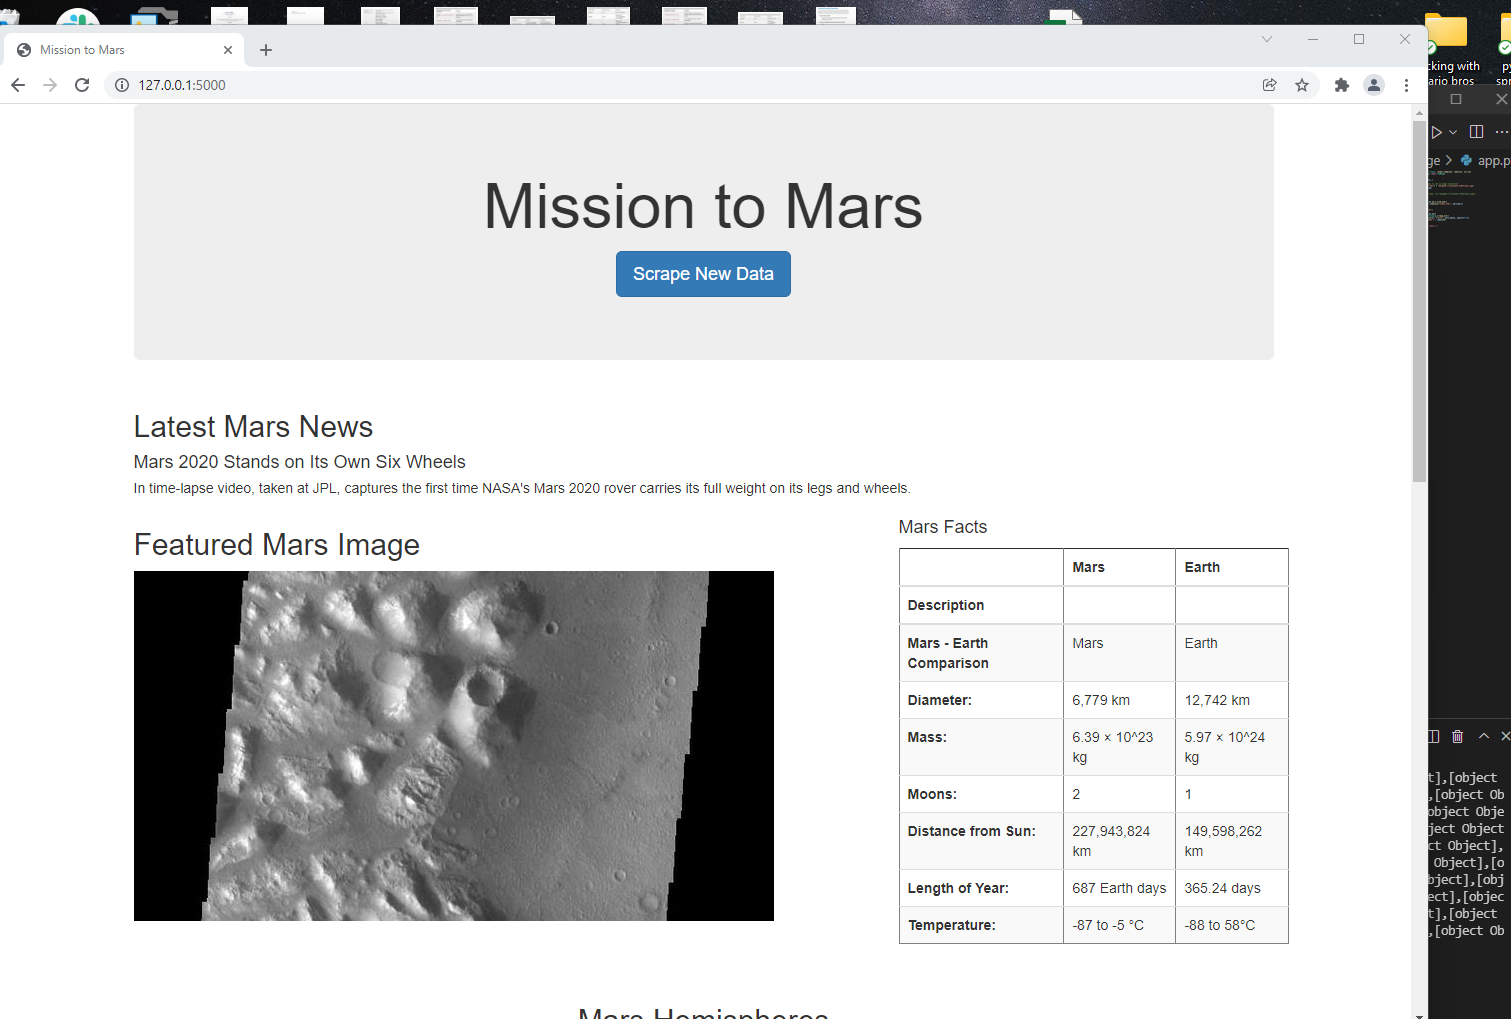 Mission to Mars
127.0.0.1:5000
cking with
ario bros
Mission to Mars
Scrape New Data
Latest Mars News
Mars 2020 Stands on Its Own Six Wheels
In time-lapse video, taken at JPL, captures the first time NASA's Mars 2020 rover carries its full weight on its legs and wheels.
Featured Mars Image
Mars Facts
Mars Earth
Description
Mars - Earth Comparison Mars Earth
Diameter: 6,779 km 12,742 km
Mass: 6.39 × 10^23 kg 5.97 × 10^24 kg
Moons: 2 1
Distance from Sun: 227,943,824 km 149,598,262 km
Length of Year: 687 Earth days 365.24 days
Temperature: -87 to -5 °C -88 to 58°C
Mars Hemispheres
ge > app.p
t],[object
,[object Ob
object Obje
ject Object
ct Object],
Object],[o
bject],[obj
ect],[objec
t],[object
,[object Ob